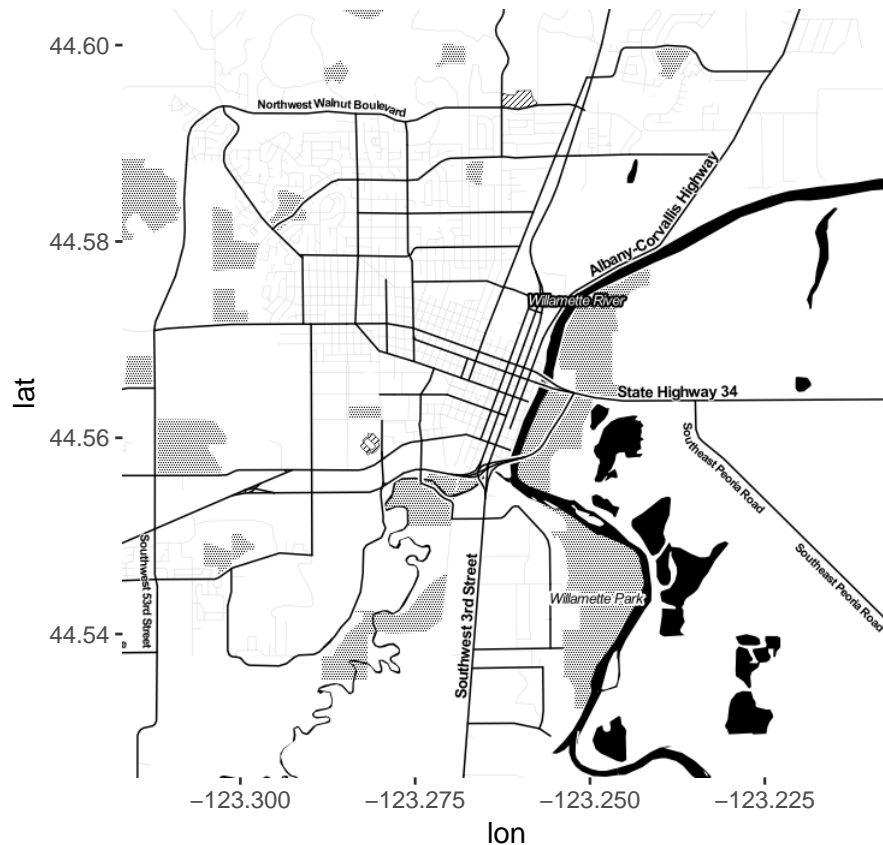 44.60
Northwest Walnut Boulevard
Albany-Corvallis Highway
44.58
Willamette River
State Highway 34
44.56
Southeast Peoria Road
Southwest 53rd Street
Southwest 3rd Street
Southeast Peoria Road
Willamette Park
44.54
−123.300
−123.275
−123.250
−123.225
lon
lat